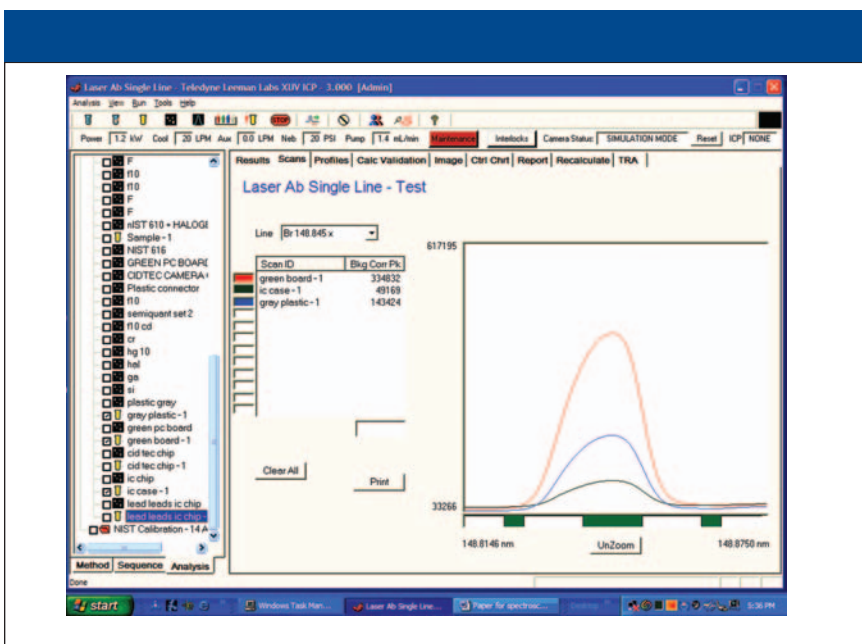 Laser Ab Single Line - Teledyne Leeman Labs XUV ICP - 3.000 [Admin]
Analysis View Run Tools Help
STOP
Power 1.2 kW Cool 20 LPM Aux 0.0 LPM Neb 20 PSI Pump 1.4 mL/min Maintenance Interlocks Camera Status: SIMULATION MODE Reset ICP NONE
F
f10
f10
F
F
nIST 610 + HALOGE
Sample - 1
NIST 616
GREEN PC BOARD
CIDTEC CAMERA
Plastic connector
f10
semiquant set 2
f10 cd
cr
hg 10
hal
ga
si
plastic gray
gray plastic - 1
green pc board
green board - 1
cid tec chip
cid tec chip - 1
ic chip
ic case - 1
lead leads ic chip
lead leads ic chip -
NIST Calibration - 14 A
Method Sequence Analysis
Done
Results Scans Profiles Calc Validation Image Ctrl Chrt Report Recalculate TRA
Laser Ab Single Line - Test
Line Br 148.845 x
Scan ID Bkg Corr Pk
green board - 1 334832
ic case - 1 49169
gray plastic - 1 143424
Clear All
Print
617195
33266
148.8146 nm UnZoom 148.8750 nm
start Windows Task Man... Laser Ab Single Line... Paper for spectrosc... Desktop 5:36 PM